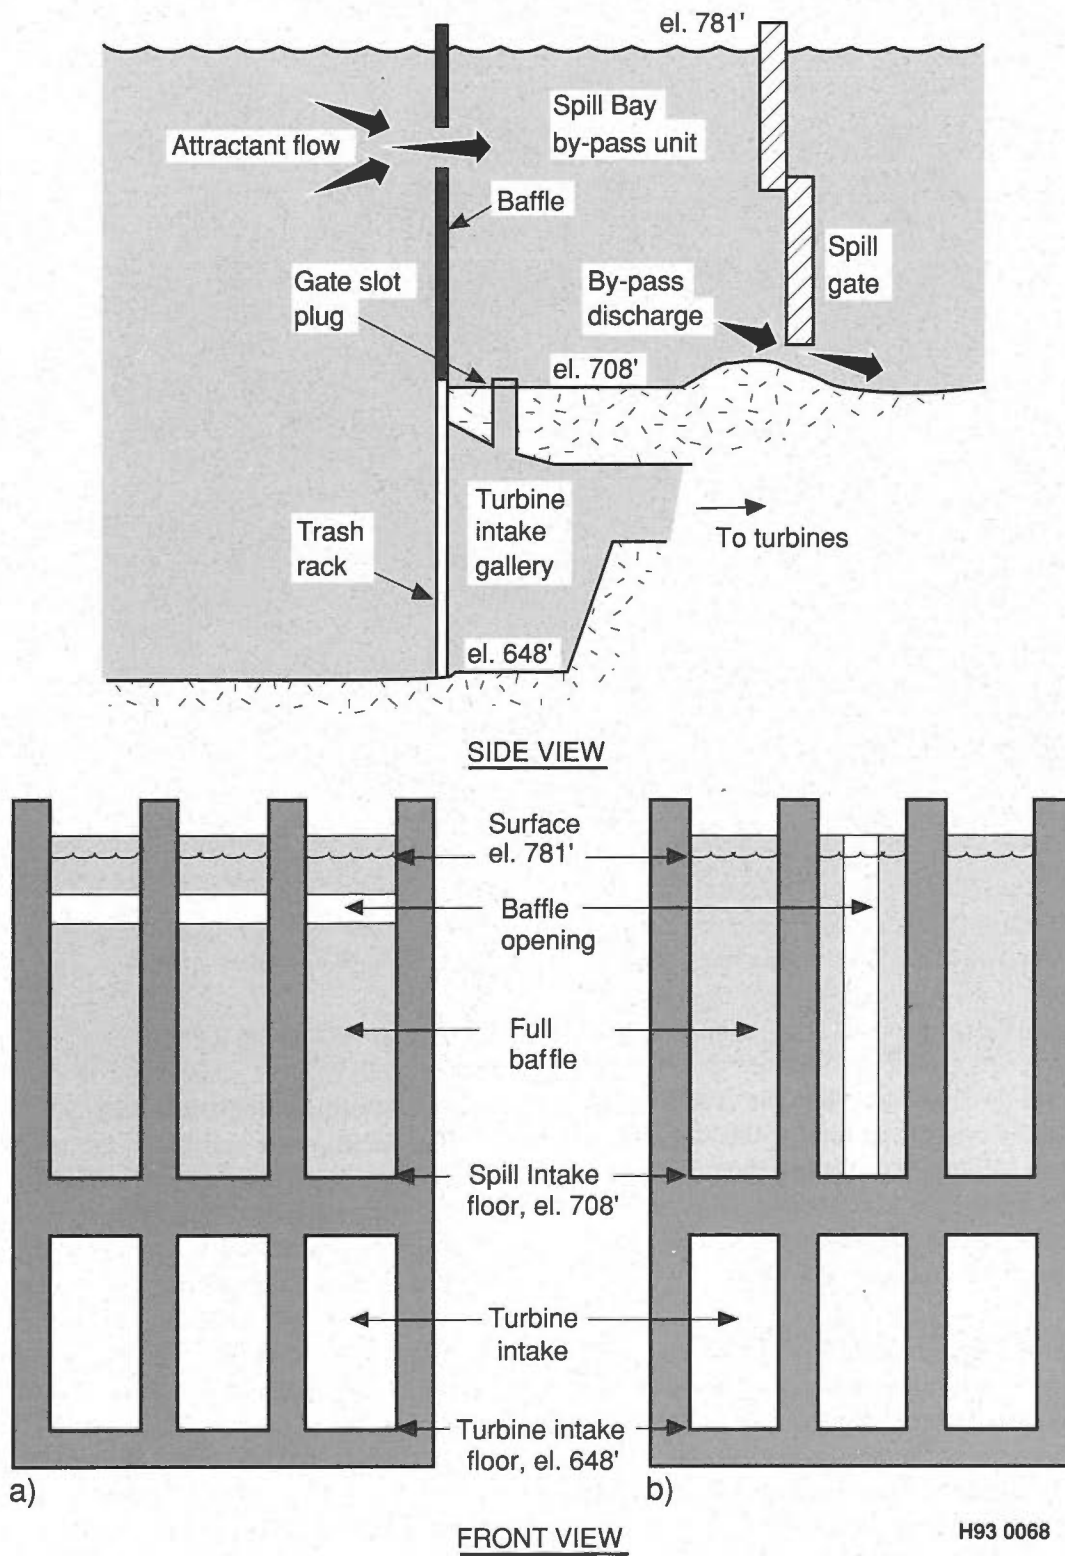 el. 781'
Attractant flow
Spill Bay
by-pass unit
Baffle
Gate slot
plug
By-pass
discharge
Spill
gate
el. 708'
Trash
rack
Turbine
intake
gallery
To turbines
el. 648'
SIDE VIEW
Surface
el. 781'
Baffle
opening
Full
baffle
Spill Intake
floor, el. 708'
Turbine
intake
Turbine intake
floor, el. 648'
a)
b)
FRONT VIEW
H93 0068